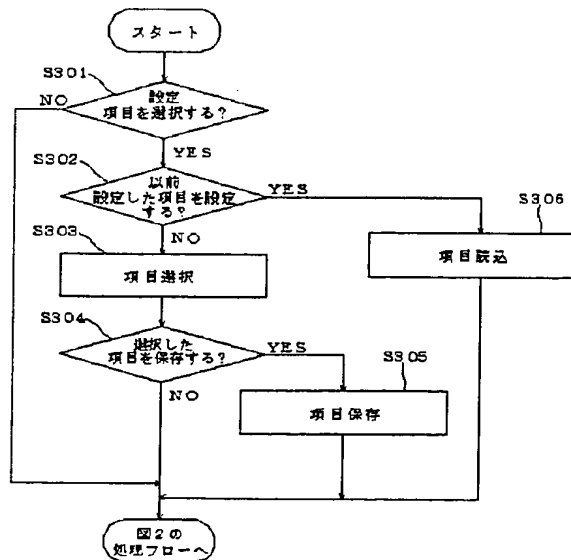 スタート
S301
設定
項目を選択する?
NO
YES
S302
以前
設定した項目を設定
する?
YES
NO
S303
項目選択
S306
項目読込
S304
選択した
項目を保存する?
YES
NO
S305
項目保存
図2の
処理フローへ